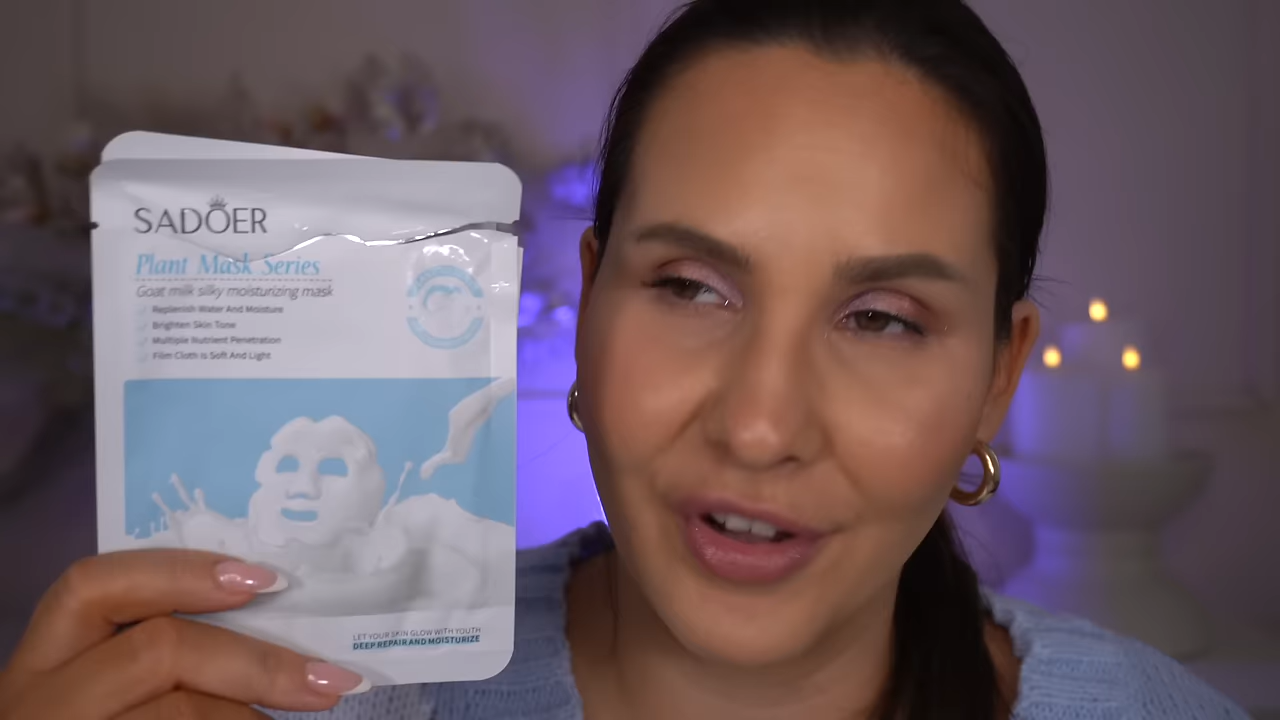 SADOER
Plant Mask Series
Goat milk silky moisturizing mask
Replenish Water And Moisture
Brighten Skin Tone
Multiple Nutrient Penetration
Film Cloth is Soft And Light
LET YOUR SKIN GLOW WITH YOUTH
DEEP REPAIR AND MOISTURIZE